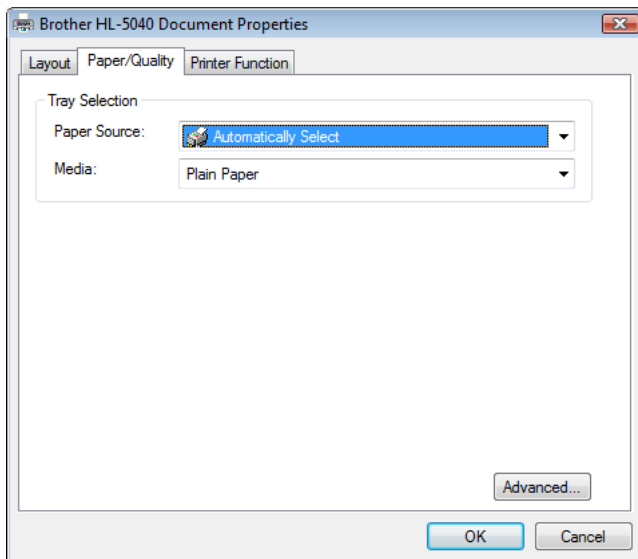 Brother HL-5040 Document Properties
Layout Paper/Quality Printer Function
Tray Selection
Paper Source: Automatically Select
Media: Plain Paper
Advanced...
OK Cancel